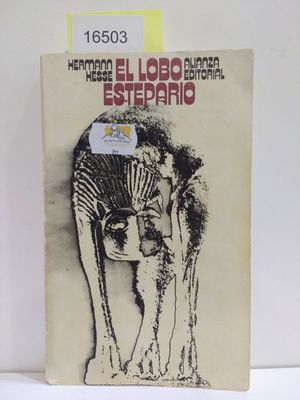 16503
HERMANN HESSE
EL LOBO ESTEPARIO
ALIANZA EDITORIAL